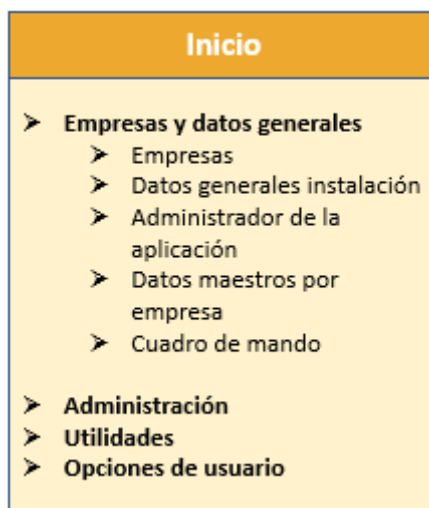 Inicio
➤ Empresas y datos generales
➤ Empresas
➤ Datos generales instalación
➤ Administrador de la
aplicación
➤ Datos maestros por
empresa
➤ Cuadro de mando
➤ Administración
➤ Utilidades
➤ Opciones de usuario